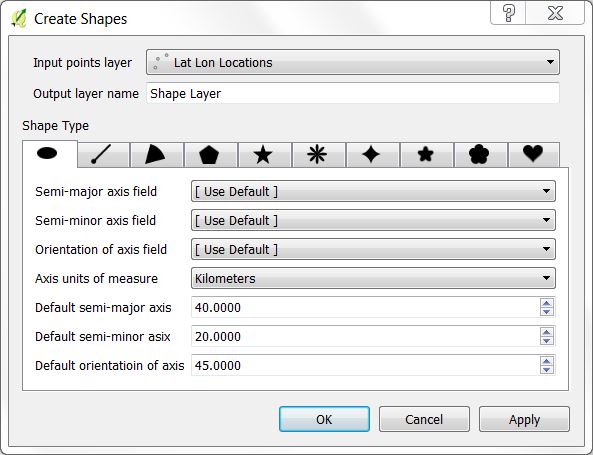 Create Shapes
Input points layer Lat Lon Locations
Output layer name Shape Layer
Shape Type
Semi-major axis field [ Use Default ]
Semi-minor axis field [ Use Default ]
Orientation of axis field [ Use Default ]
Axis units of measure Kilometers
Default semi-major axis 40.0000
Default semi-minor asix 20.0000
Default orientatioin of axis 45.0000
OK Cancel Apply